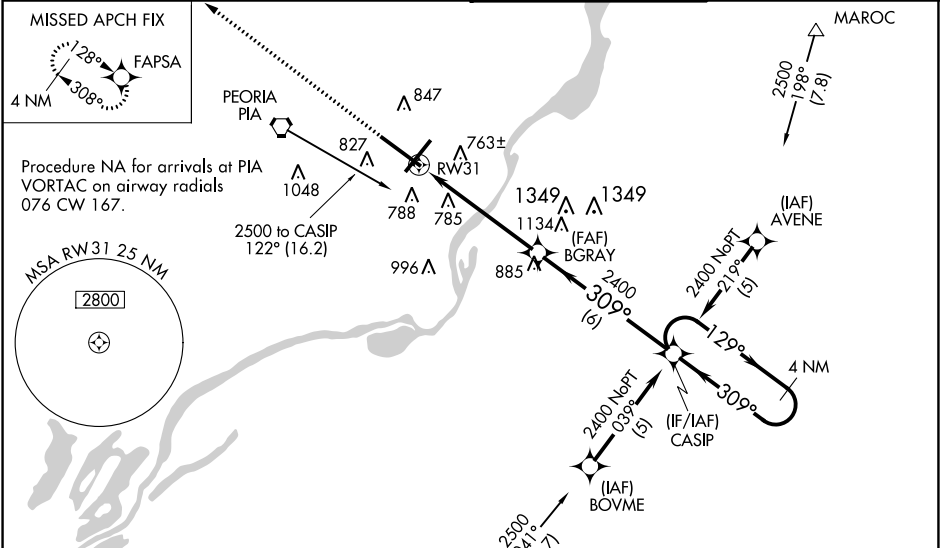 MISSED APCH FIX
128°
FAPSA
308°
4 NM
MAROC
2500
198°
(7.8)
PEORIA
PIA
847
827
763±
RW31
1048
788
785
Procedure NA for arrivals at PIA
VORTAC on airway radials
076 CW 167.
2500 to CASIP
122° (16.2)
1349
1349
1134
(FAF)
BGRAY
885
996
(IAF)
AVENE
2400 NoPT
219°
(5)
MSA RW 31 25 NM
2800
2400
309°
(6)
129°
4 NM
309°
(IF/IAF)
CASIP
2400 NoPT
039°
(5)
(IAF)
BOVME
2500